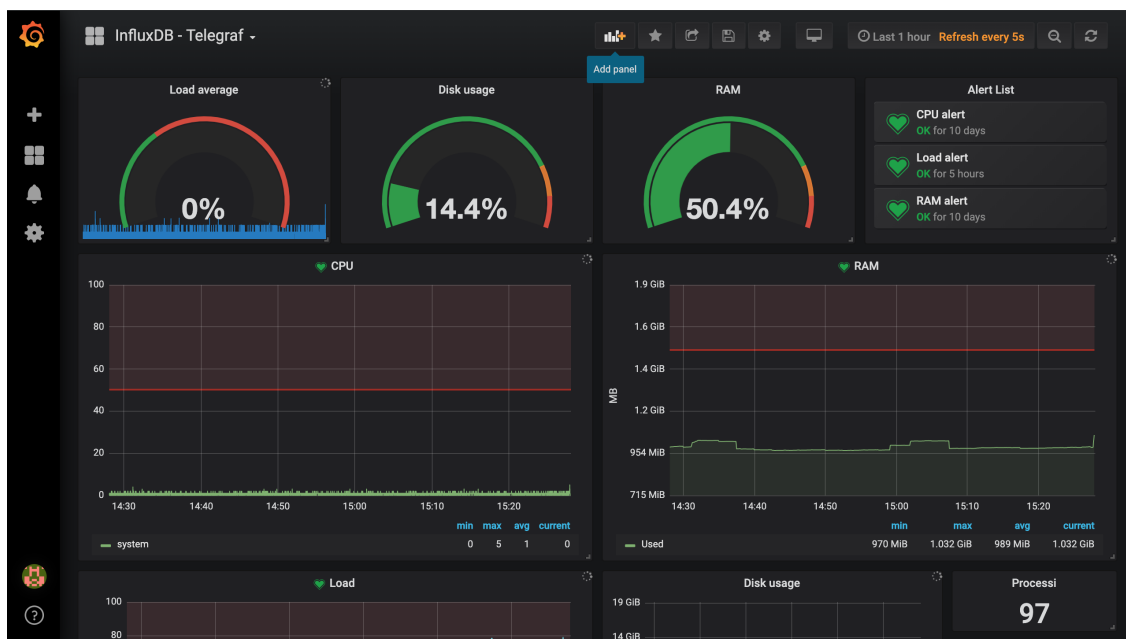 InfluxDB - Telegraf
Last 1 hour Refresh every 5s
Add panel
Load average
0%
Disk usage
14.4%
RAM
50.4%
Alert List
CPU alert
OK for 10 days
Load alert
OK for 5 hours
RAM alert
OK for 10 days
CPU
100
80
60
40
20
0
14:30 14:40 14:50 15:00 15:10 15:20
min max avg current
system 0 5 1 0
RAM
MB
1.9 GiB
1.6 GiB
1.4 GiB
1.2 GiB
954 MiB
715 MiB
14:30 14:40 14:50 15:00 15:10 15:20
min max avg current
Used 970 MiB 1.032 GiB 989 MiB 1.032 GiB
Load
100
80
Disk usage
19 GiB
14 GiB
Processi
97